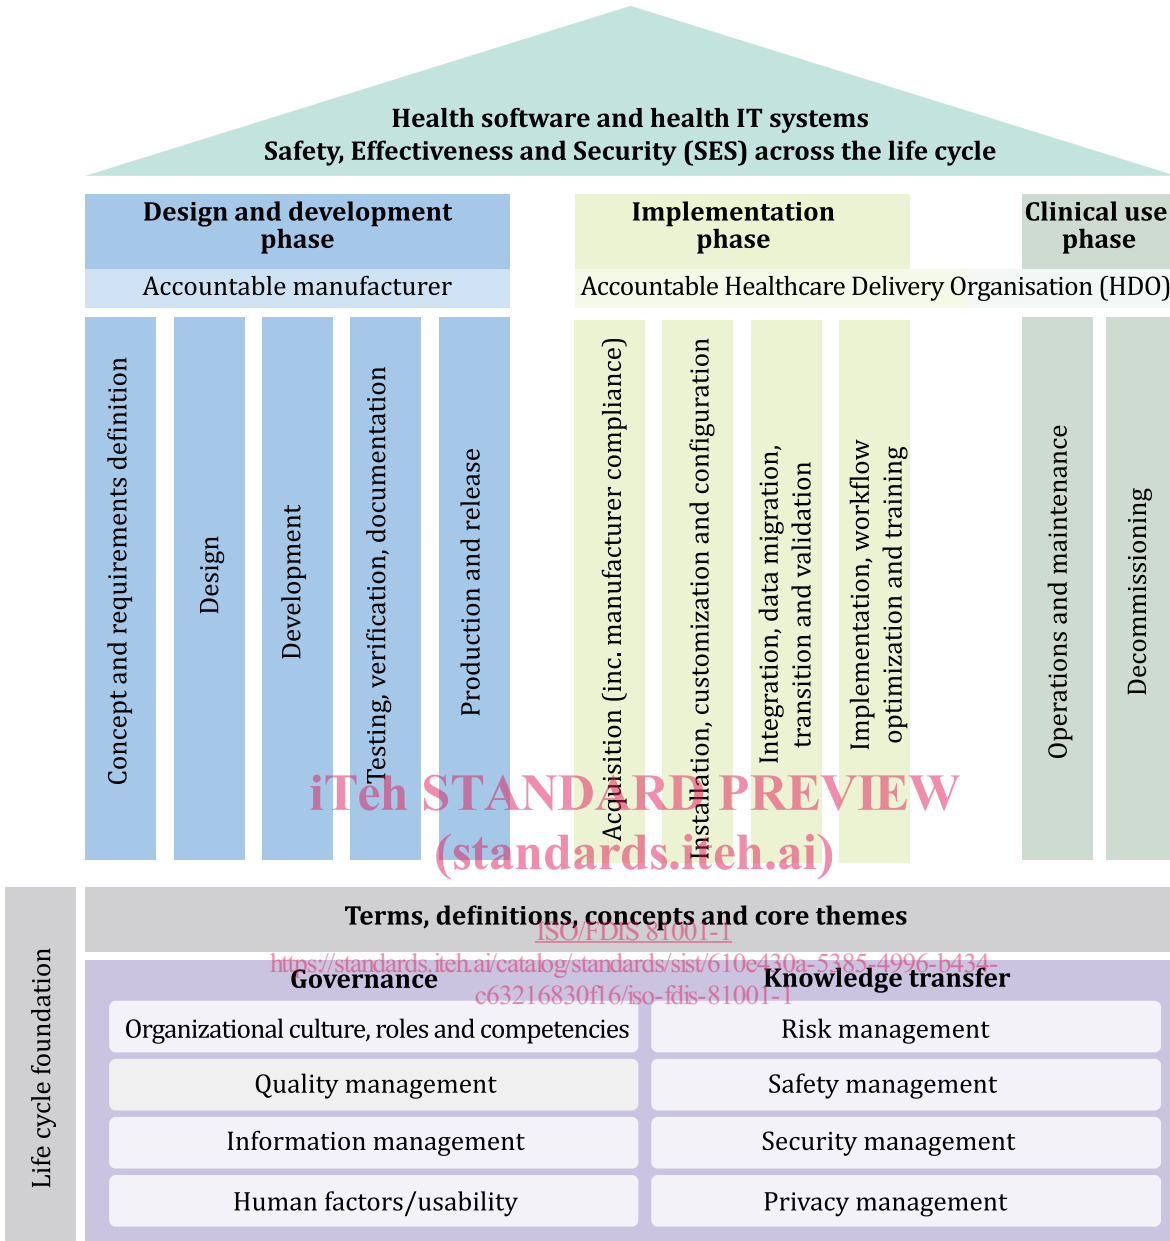 Health software and health IT systems
Safety, Effectiveness and Security (SES) across the life cycle
Design and development
phase
Accountable manufacturer
Implementation
phase
Clinical use
phase
Accountable Healthcare Delivery Organisation (HDO)
Concept and requirements definition
Design
Development
Testing, verification, documentation
Production and release
Acquisition (inc. manufacturer compliance)
Installation, customization and configuration
Integration, data migration,
transition and validation
Implementation, workflow
optimization and training
Operations and maintenance
Decommissioning
iTeh STANDARD PREVIEW
(standards.iteh.ai)
Life cycle foundation
Terms, definitions, concepts and core themes
ISO/FDIS 81001-1
https://standards.iteh.ai/catalog/standards/sist/610e430a-5385-4996-b434-
c63216830f16/iso-fdis-81001-1
Governance
Knowledge transfer
Organizational culture, roles and competencies
Risk management
Quality management
Safety management
Information management
Security management
Human factors/usability
Privacy management